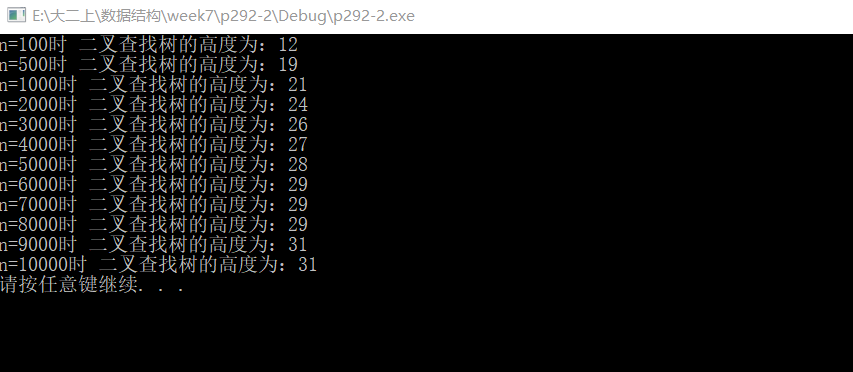 E:\大二上\数据结构\week7\p292-2\Debug\p292-2.exe
n=100时 二叉查找树的高度为：12
n=500时 二叉查找树的高度为：19
n=1000时 二叉查找树的高度为：21
n=2000时 二叉查找树的高度为：24
n=3000时 二叉查找树的高度为：26
n=4000时 二叉查找树的高度为：27
n=5000时 二叉查找树的高度为：28
n=6000时 二叉查找树的高度为：29
n=7000时 二叉查找树的高度为：29
n=8000时 二叉查找树的高度为：29
n=9000时 二叉查找树的高度为：31
n=10000时 二叉查找树的高度为：31
请按任意键继续. . .